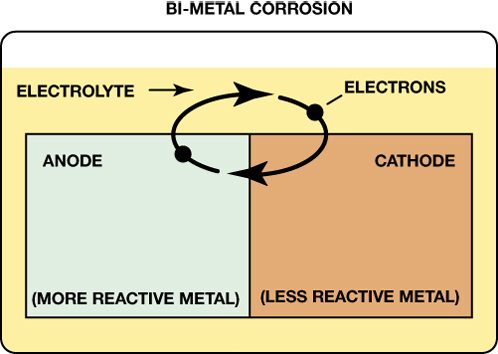 BI-METAL CORROSION
ELECTROLYTE
ELECTRONS
ANODE
CATHODE
(MORE REACTIVE METAL)
(LESS REACTIVE METAL)